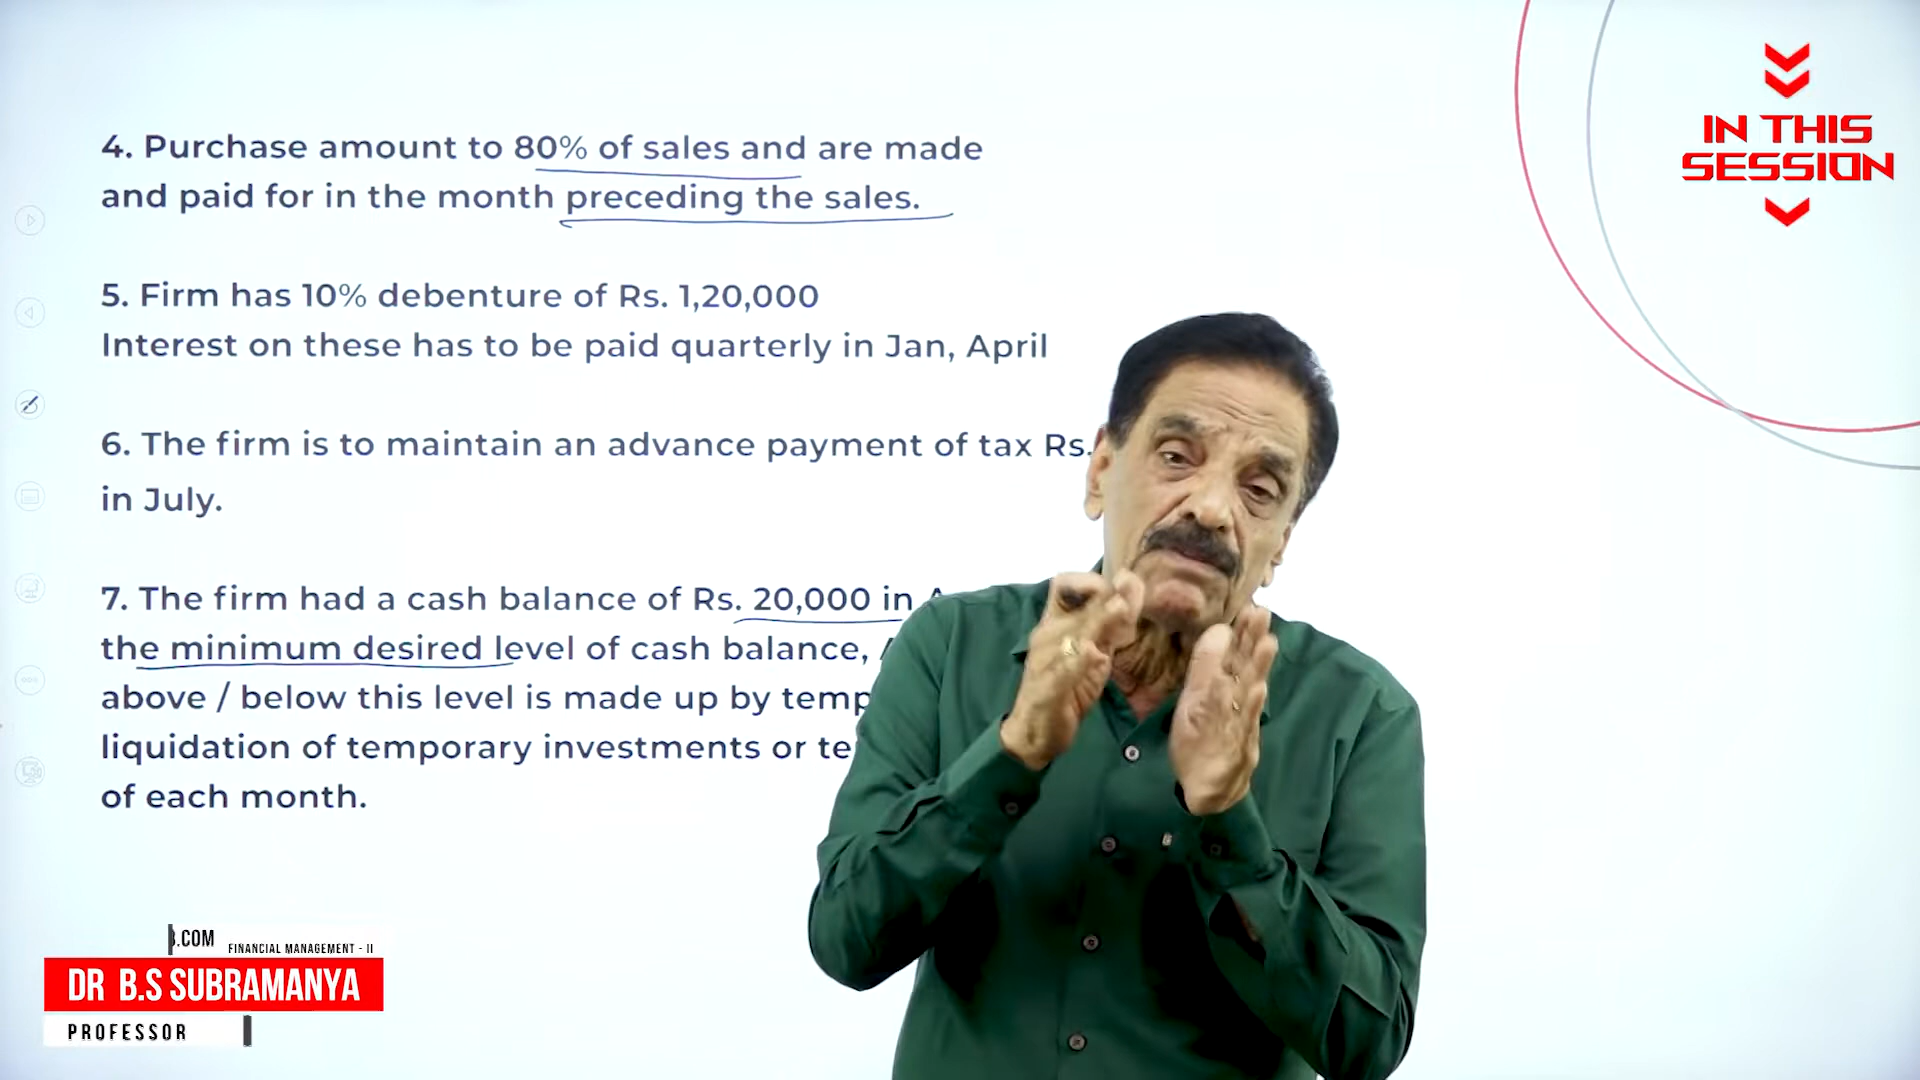 4. Purchase amount to 80% of sales and are made
and paid for in the month preceding the sales.
5. Firm has 10% debenture of Rs. 1,20,000
Interest on these has to be paid quarterly in Jan, April
6. The firm is to maintain an advance payment of tax Rs.
in July.
7. The firm had a cash balance of Rs. 20,000 in
the minimum desired level of cash balance,
above / below this level is made up by
liquidation of temporary investments or
of each month.
IN THIS
SESSION
.COM
FINANCIAL MANAGEMENT - II
DR B.S SUBRAMANYA
PROFESSOR